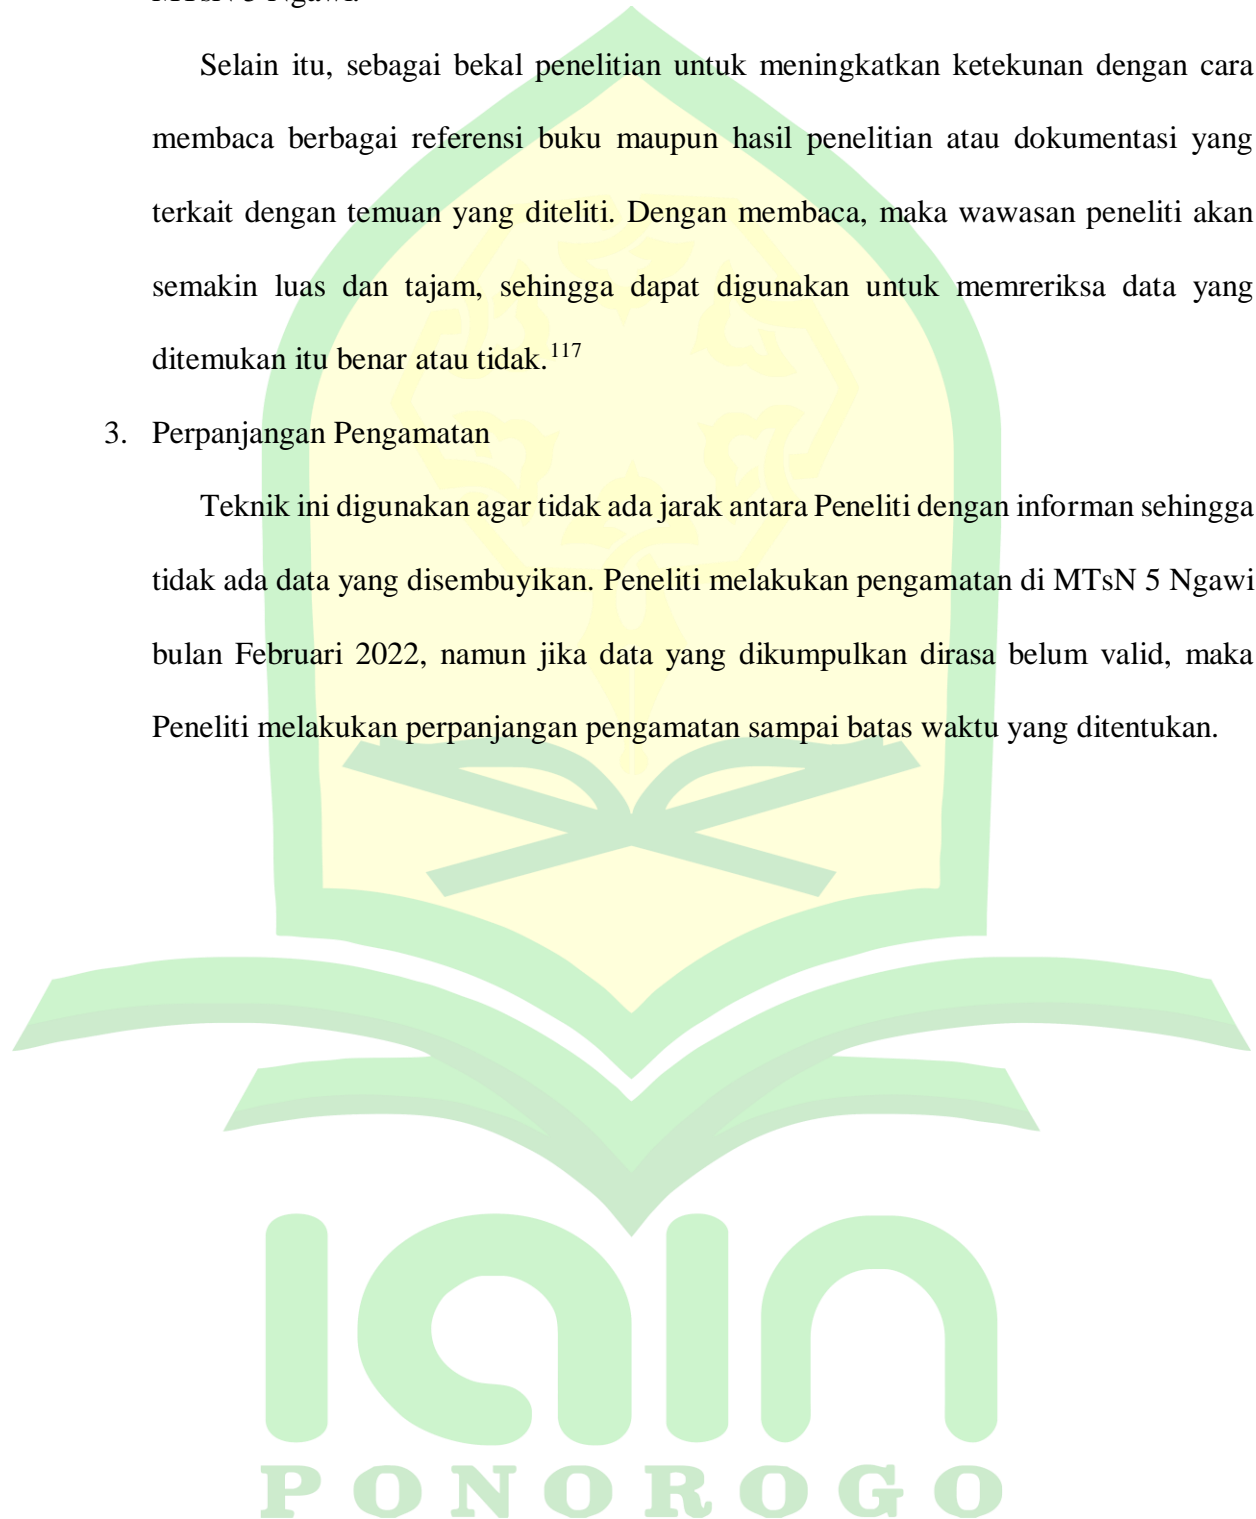 Selain itu, sebagai bekal penelitian untuk meningkatkan ketekunan dengan cara
membaca berbagai referensi buku maupun hasil penelitian atau dokumentasi yang
terkait dengan temuan yang diteliti. Dengan membaca, maka wawasan peneliti akan
semakin luas dan tajam, sehingga dapat digunakan untuk memreriksa data yang
ditemukan itu benar atau tidak.117
3. Perpanjangan Pengamatan
Teknik ini digunakan agar tidak ada jarak antara Peneliti dengan informan sehingga
tidak ada data yang disembuyikan. Peneliti melakukan pengamatan di MTsN 5 Ngawi
bulan Februari 2022, namun jika data yang dikumpulkan dirasa belum valid, maka
Peneliti melakukan perpanjangan pengamatan sampai batas waktu yang ditentukan.
iain
PONOROGO